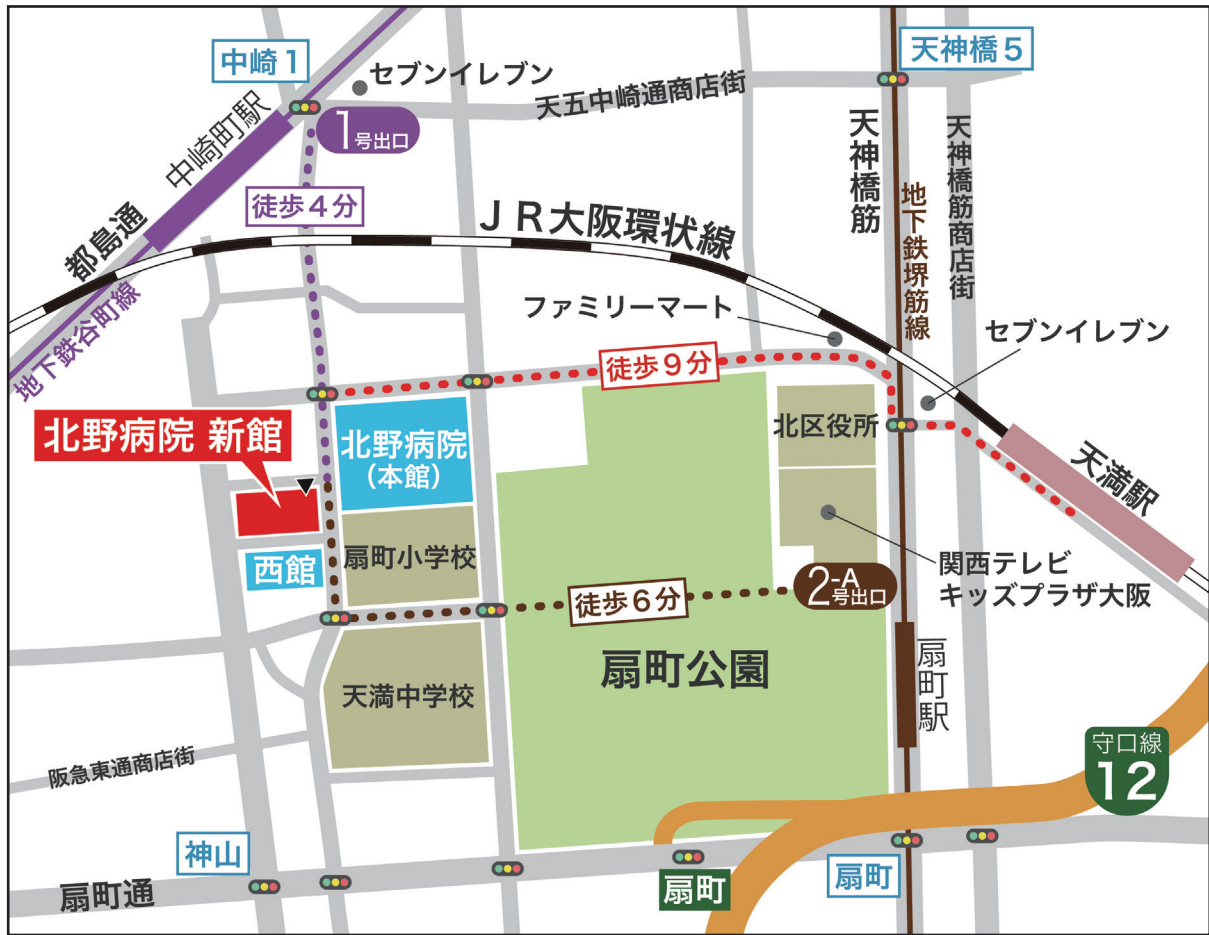 中崎1
セブンイレブン
天神橋5
天五中崎通商店街
中崎町駅
1号出口
徒歩4分
都島通
JR大阪環状線
天神橋筋
地下鉄堺筋線
天神橋筋商店街
地下鉄谷町線
ファミリーマート
セブンイレブン
徒歩9分
北野病院 新館
北野病院
(本館)
北区役所
天満駅
西館
扇町小学校
関西テレビ
キッズプラザ大阪
2-A号出口
徒歩6分
扇町公園
扇町駅
天満中学校
阪急東通商店街
守口線
12
神山
扇町通
扇町
扇町